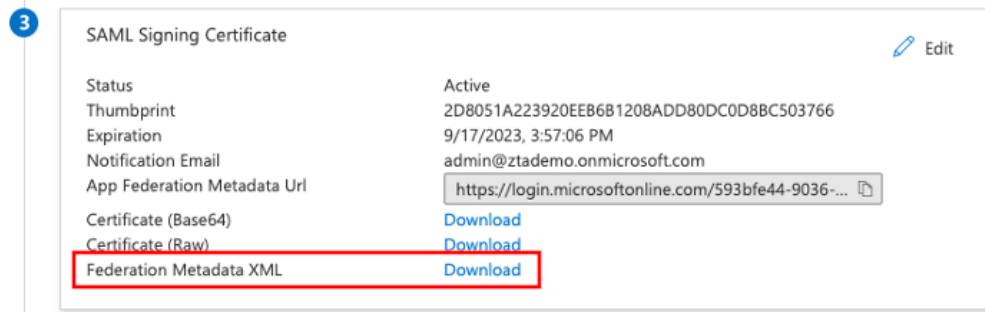 3
SAML Signing Certificate
Edit
Status Active
Thumbprint 2D8051A223920EEB6B1208ADD80DC0D8BC503766
Expiration 9/17/2023, 3:57:06 PM
Notification Email admin@ztademo.onmicrosoft.com
App Federation Metadata Url https://login.microsoftonline.com/593bfe44-9036-...
Certificate (Base64) Download
Certificate (Raw) Download
Federation Metadata XML Download